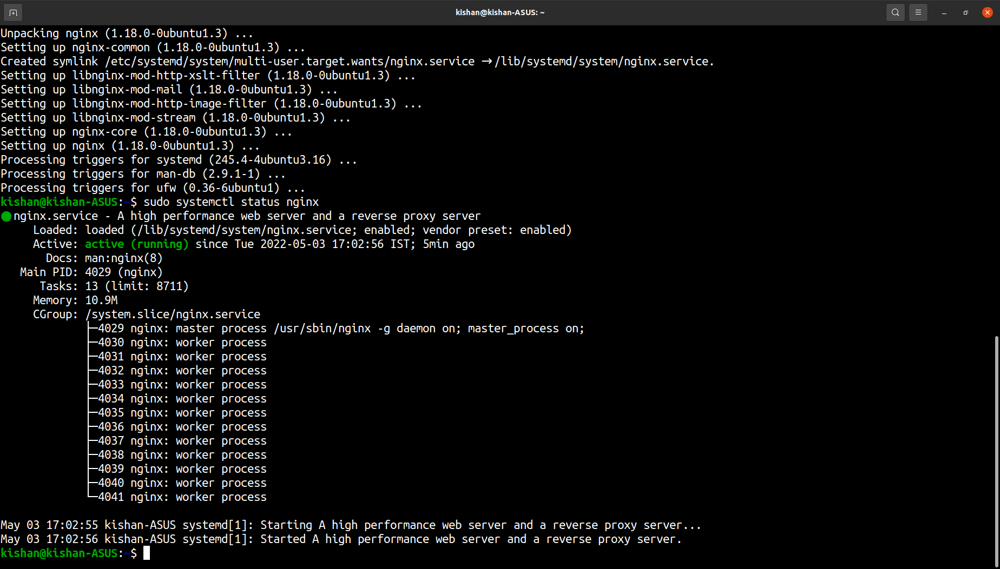 kishan@kishan-ASUS: ~
Unpacking nginx (1.18.0-0ubuntu1.3) ...
Setting up nginx-common (1.18.0-0ubuntu1.3) ...
Created symlink /etc/systemd/system/multi-user.target.wants/nginx.service → /lib/systemd/system/nginx.service.
Setting up libnginx-mod-http-xslt-filter (1.18.0-0ubuntu1.3) ...
Setting up libnginx-mod-mail (1.18.0-0ubuntu1.3) ...
Setting up libnginx-mod-http-image-filter (1.18.0-0ubuntu1.3) ...
Setting up libnginx-mod-stream (1.18.0-0ubuntu1.3) ...
Setting up nginx-core (1.18.0-0ubuntu1.3) ...
Setting up nginx (1.18.0-0ubuntu1.3) ...
Processing triggers for systemd (245.4-4ubuntu3.16) ...
Processing triggers for man-db (2.9.1-1) ...
Processing triggers for ufw (0.36-6ubuntu1) ...
kishan@kishan-ASUS:~$ sudo systemctl status nginx
● nginx.service - A high performance web server and a reverse proxy server
     Loaded: loaded (/lib/systemd/system/nginx.service; enabled; vendor preset: enabled)
     Active: active (running) since Tue 2022-05-03 17:02:56 IST; 5min ago
       Docs: man:nginx(8)
   Main PID: 4029 (nginx)
      Tasks: 13 (limit: 8711)
     Memory: 10.9M
     CGroup: /system.slice/nginx.service
             ├─4029 nginx: master process /usr/sbin/nginx -g daemon on; master_process on;
             ├─4030 nginx: worker process
             ├─4031 nginx: worker process
             ├─4032 nginx: worker process
             ├─4033 nginx: worker process
             ├─4034 nginx: worker process
             ├─4035 nginx: worker process
             ├─4036 nginx: worker process
             ├─4037 nginx: worker process
             ├─4038 nginx: worker process
             ├─4039 nginx: worker process
             ├─4040 nginx: worker process
             └─4041 nginx: worker process
May 03 17:02:55 kishan-ASUS systemd[1]: Starting A high performance web server and a reverse proxy server...
May 03 17:02:56 kishan-ASUS systemd[1]: Started A high performance web server and a reverse proxy server.
kishan@kishan-ASUS:~$